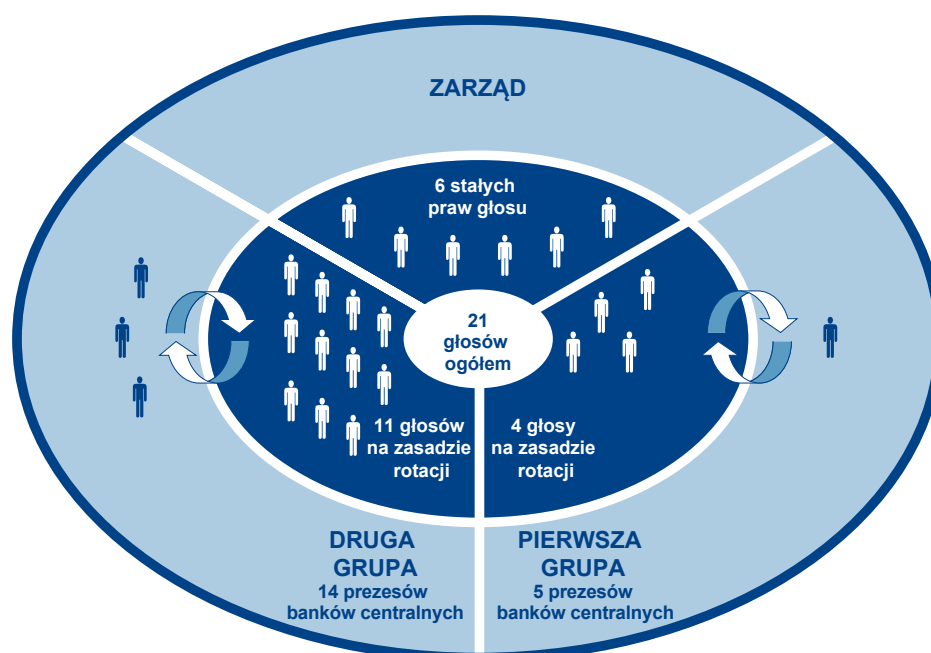 ZARZĄD
6 stałych
praw głosu
21
głosów
ogółem
11 głosów
na zasadzie
rotacji
4 głosy
na zasadzie
rotacji
DRUGA
GRUPA
14 prezesów
banków centralnych
PIERWSZA
GRUPA
5 prezesów
banków centralnych